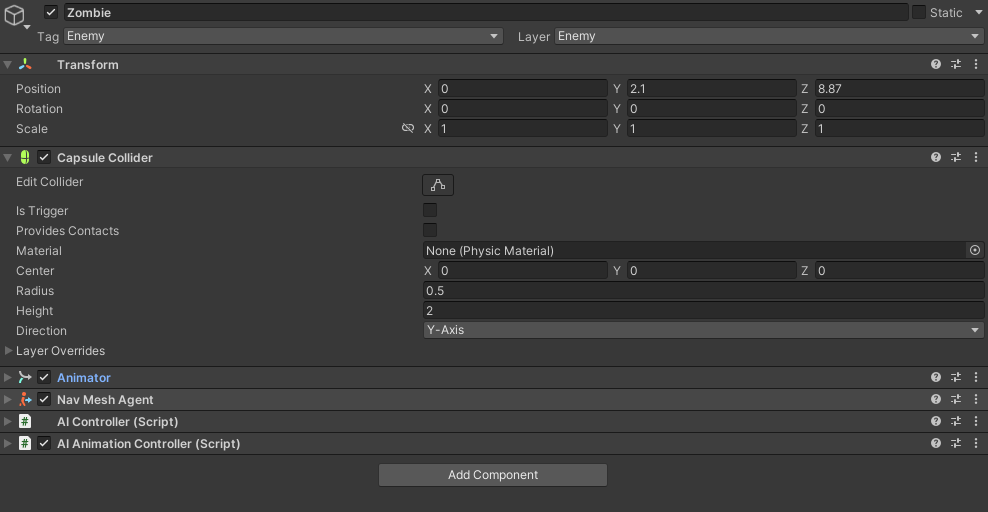 Zombie Static
Tag Enemy Layer Enemy
Transform
Position X 0 Y 2.1 Z 8.87
Rotation X 0 Y 0 Z 0
Scale X 1 Y 1 Z 1
Capsule Collider
Edit Collider
Is Trigger
Provides Contacts
Material None (Physic Material)
Center X 0 Y 0 Z 0
Radius 0.5
Height 2
Direction Y-Axis
Layer Overrides
Animator
Nav Mesh Agent
# AI Controller (Script)
# AI Animation Controller (Script)
Add Component